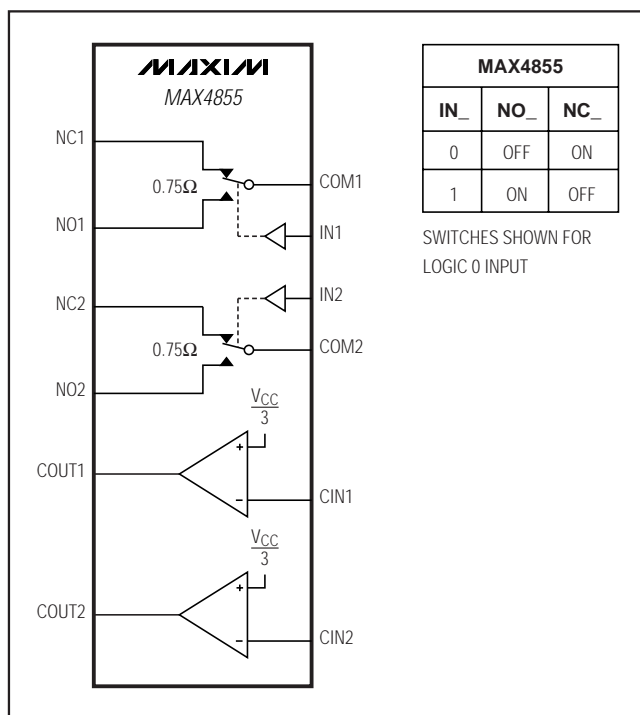 MAXIM
MAX4855
NC1
0.75Ω
COM1
NO1
IN1
NC2
IN2
0.75Ω
COM2
NO2
VCC
3
+
COUT1
−
CIN1
VCC
3
+
COUT2
−
CIN2
MAX4855
IN_ NO_ NC_
0 OFF ON
1 ON OFF
SWITCHES SHOWN FOR
LOGIC 0 INPUT